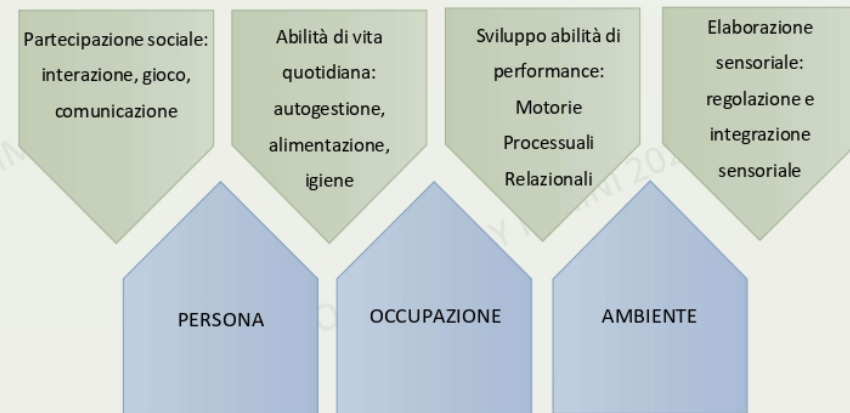 Partecipazione sociale:
interazione, gioco,
comunicazione
Abilità di vita
quotidiana:
autogestione,
alimentazione,
igiene
Sviluppo abilità di
performance:
Motorie
Processuali
Relazionali
Elaborazione
sensoriale:
regolazione e
integrazione
sensoriale
PERSONA
OCCUPAZIONE
AMBIENTE